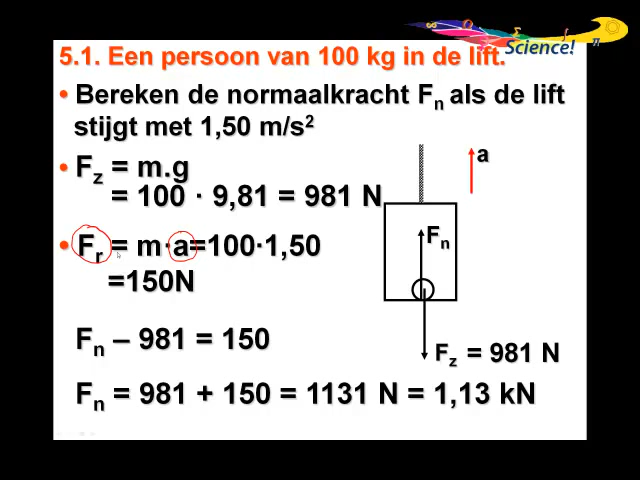 Science!
5.1. Een persoon van 100 kg in de lift.
• Bereken de normaalkracht Fn als de lift
stijgt met 1,50 m/s²
• Fz = m.g
= 100 · 9,81 = 981 N
a
• Fr = m·a=100·1,50
=150N
Fn
Fn – 981 = 150
Fz = 981 N
Fn = 981 + 150 = 1131 N = 1,13 kN